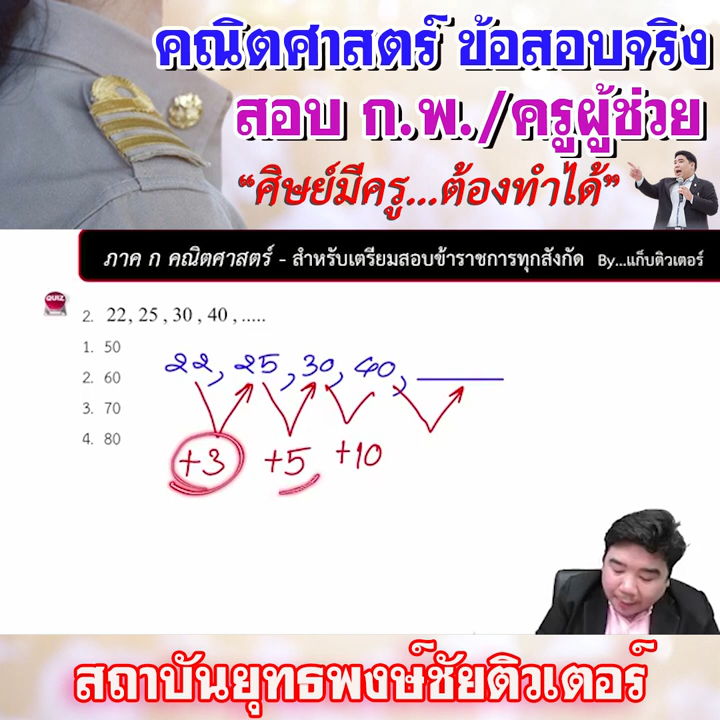 คณิตศาสตร์ ข้อสอบจริง
สอบ ก.พ./ครูผู้ช่วย
“ศิษย์มีครู...ต้องทำได้”
ภาค ก คณิตศาสตร์ - สำหรับเตรียมสอบข้าราชการทุกสังกัด By...แก็บติวเตอร์
QUIZ
2. 22, 25 , 30 , 40 , .....
1. 50
2. 60
3. 70
4. 80
22, 25, 30, 40, ____
+3 +5 +10
สถาบันยุทธพงษ์ชัยติวเตอร์